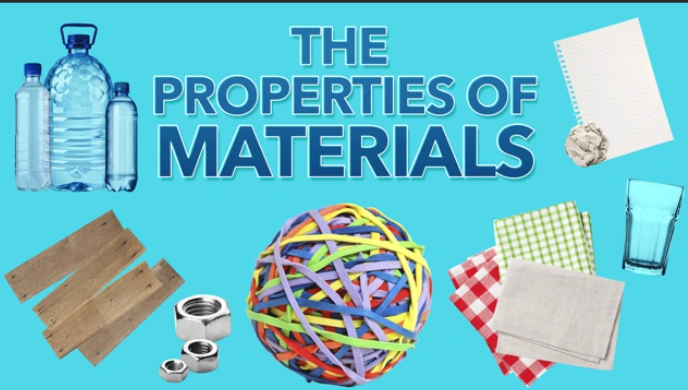 THE
PROPERTIES OF
MATERIALS